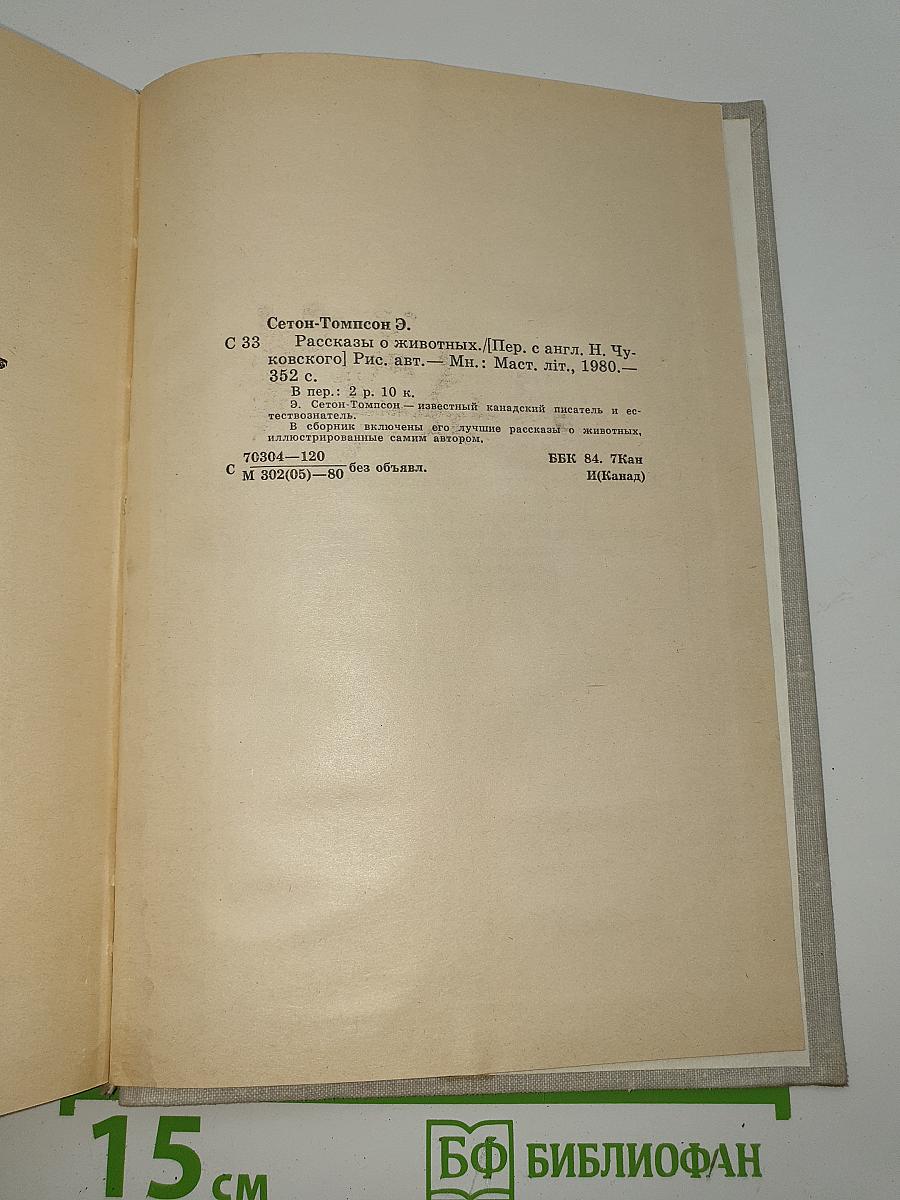 Сетон-Томпсон Э.
С 33 Рассказы о животных./[Пер. с англ. Н. Чу-
ковского] Рис. авт.— Мн.: Маст. літ., 1980.—
352 с.
В пер.: 2 р. 10 к.
Э. Сетон-Томпсон — известный канадский писатель и ес-
тествознатель.
В сборник включены его лучшие рассказы о животных,
иллюстрированные самим автором.
С 70304—120 без объявл.
М 302(05)—80
ББК 84. 7Кан
И(Канад)
15 см
БФ БИБЛИОФАН